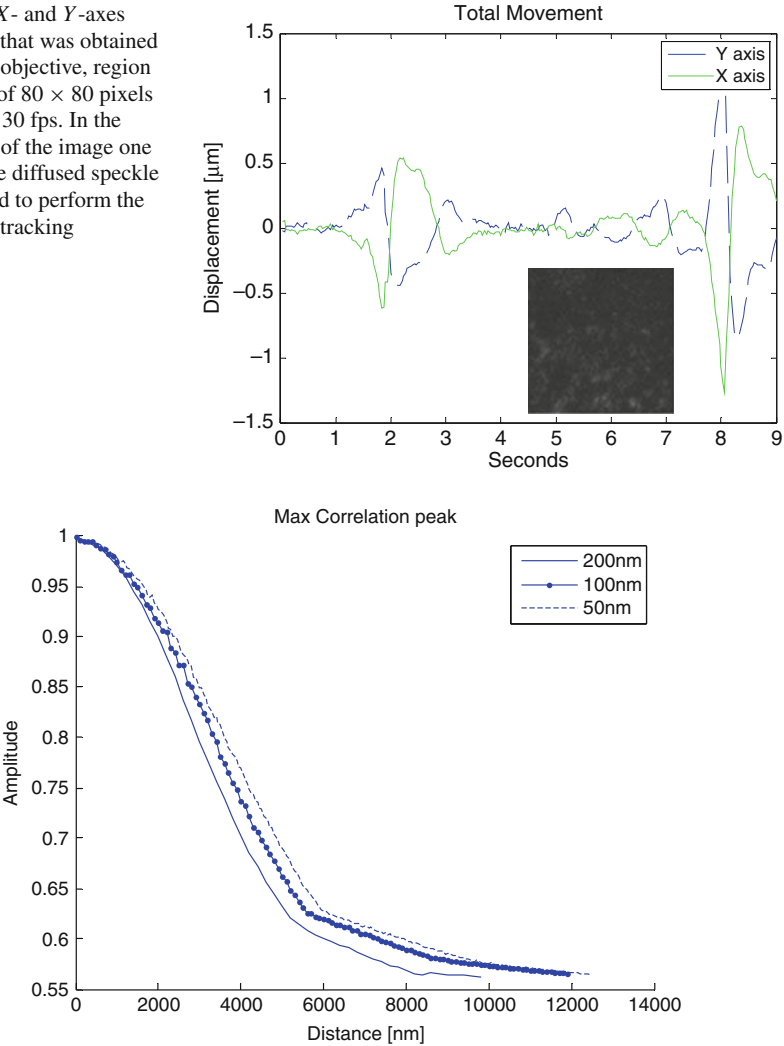 X- and Y-axes
that was obtained
objective, region
of 80 × 80 pixels
30 fps. In the
of the image one
e diffused speckle
d to perform the
tracking
Total Movement
1.5
1
0.5
0
−0.5
−1
−1.5
Displacement [μm]
Y axis
X axis
0 1 2 3 4 5 6 7 8 9
Seconds
Max Correlation peak
1
0.95
0.9
0.85
0.8
0.75
0.7
0.65
0.6
0.55
Amplitude
200nm
100nm
50nm
0 2000 4000 6000 8000 10000 12000 14000
Distance [nm]